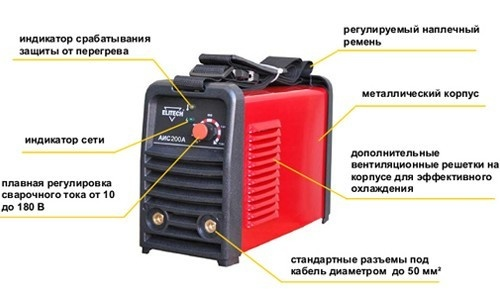 индикатор срабатывания
защиты от перегрева
регулируемый наплечный
ремень
металлический корпус
ELITECH
АИС200А
индикатор сети
дополнительные
вентиляционные решетки на
корпусе для эффективного
охлаждения
плавная регулировка
сварочного тока от 10
до 180 В
стандартные разъемы под
кабель диаметром до 50 мм²